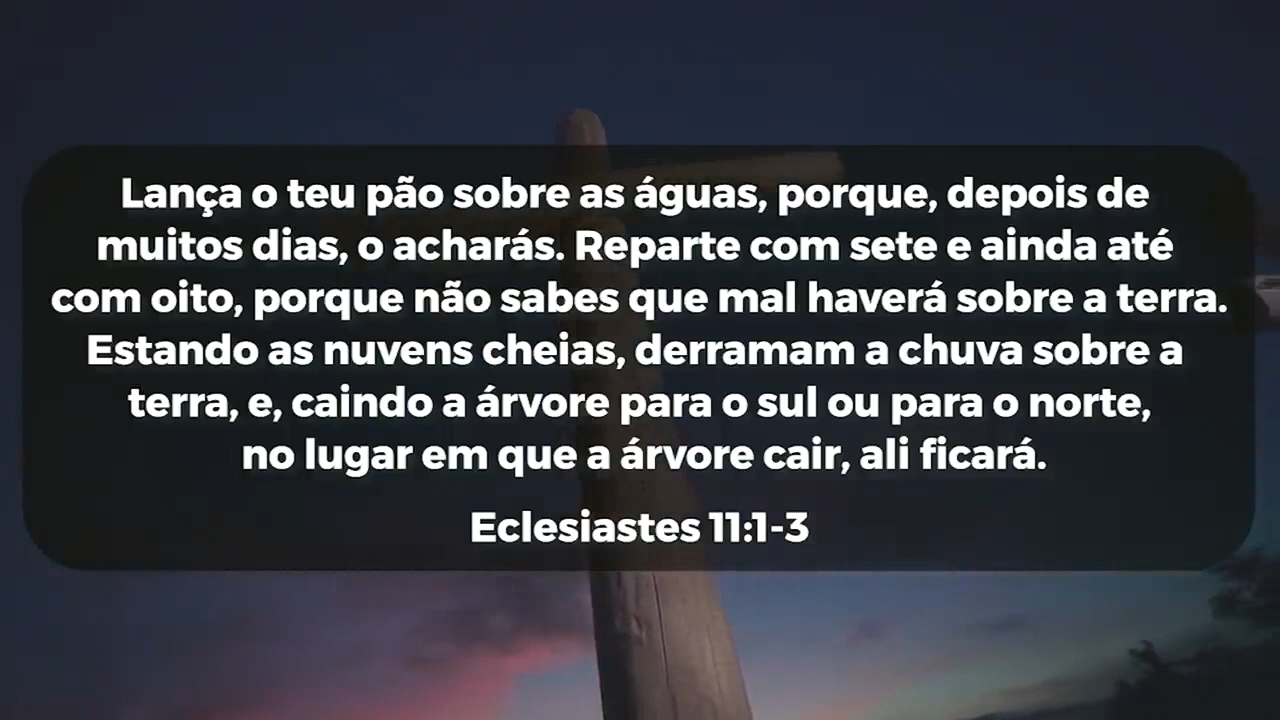 Lança o teu pão sobre as águas, porque, depois de
muitos dias, o acharás. Reparte com sete e ainda até
com oito, porque não sabes que mal haverá sobre a terra.
Estando as nuvens cheias, derramam a chuva sobre a
terra, e, caindo a árvore para o sul ou para o norte,
no lugar em que a árvore cair, ali ficará.
Eclesiastes 11:1-3